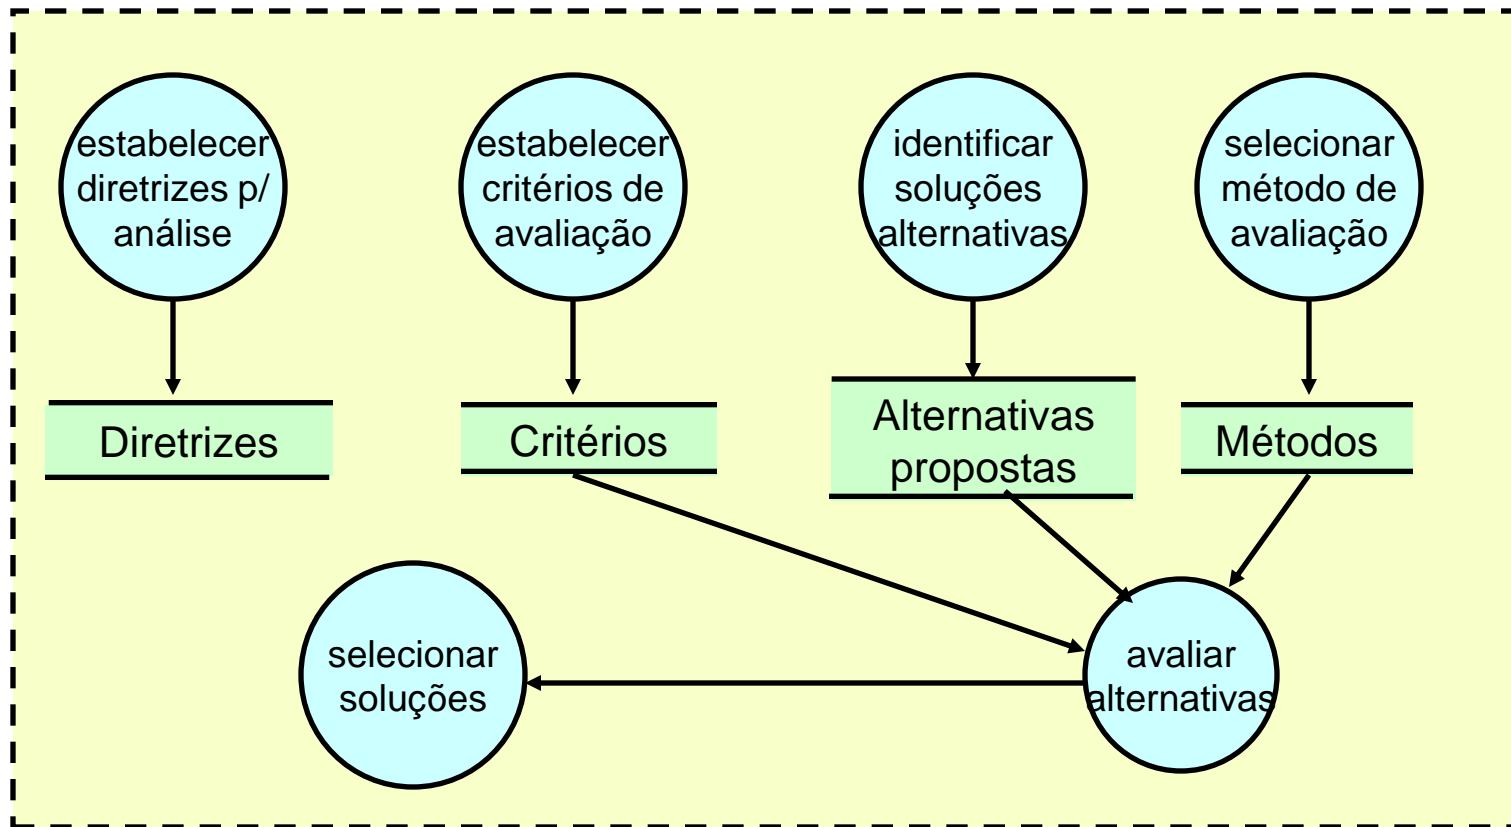 estabelecer
diretrizes p/
análise
estabelecer
critérios de
avaliação
identificar
soluções
alternativas
selecionar
método de
avaliação
Diretrizes
Critérios
Alternativas
propostas
Métodos
selecionar
soluções
avaliar
alternativas